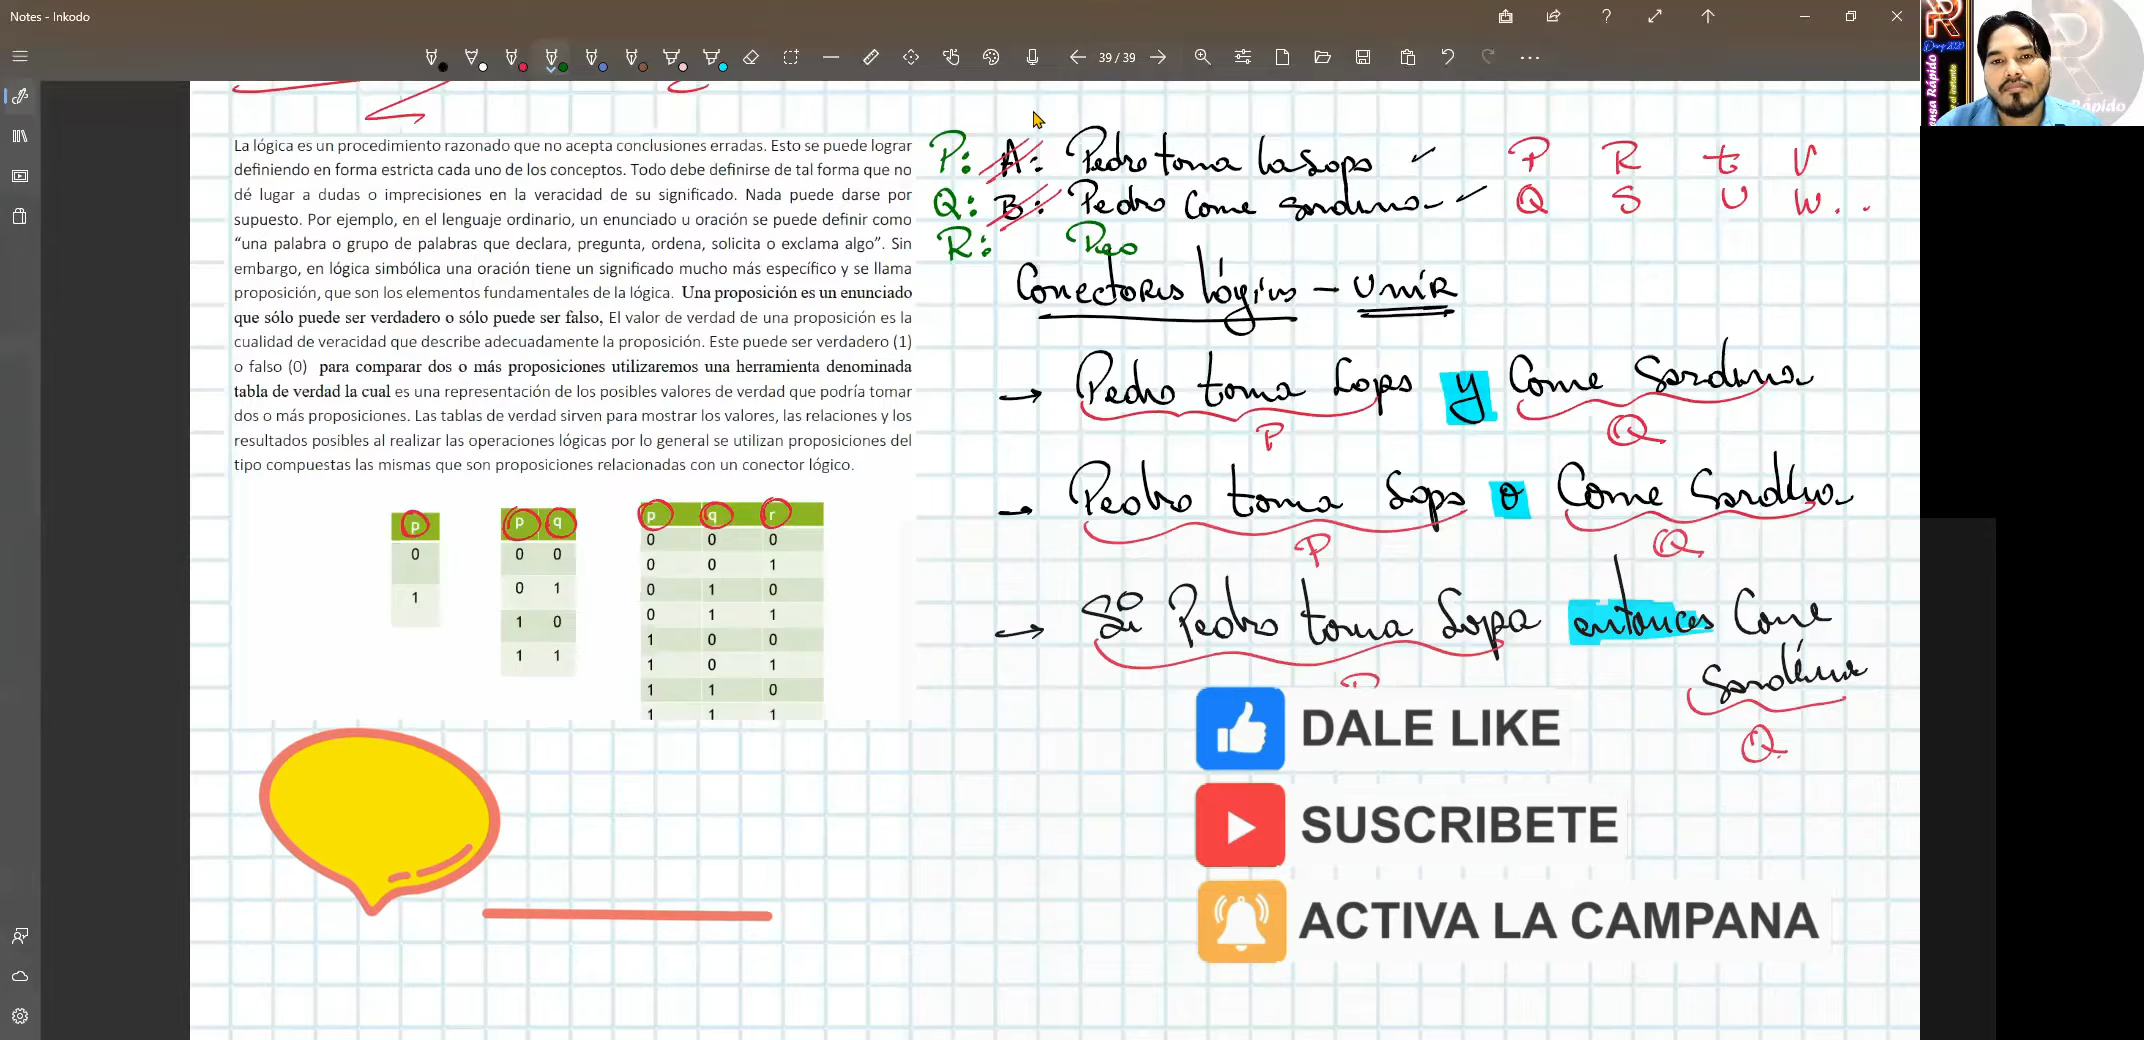 Notes - Inkodo
39 / 39
Piensa Rápido
La lógica es un procedimiento razonado que no acepta conclusiones erradas. Esto se puede lograr
definiendo en forma estricta cada uno de los conceptos. Todo debe definirse de tal forma que no
dé lugar a dudas o imprecisiones en la veracidad de su significado. Nada puede darse por
supuesto. Por ejemplo, en el lenguaje ordinario, un enunciado u oración se puede definir como
“una palabra o grupo de palabras que declara, pregunta, ordena, solicita o exclama algo”. Sin
embargo, en lógica simbólica una oración tiene un significado mucho más específico y se llama
proposición, que son los elementos fundamentales de la lógica. Una proposición es un enunciado
que sólo puede ser verdadero o sólo puede ser falso, El valor de verdad de una proposición es la
cualidad de veracidad que describe adecuadamente la proposición. Este puede ser verdadero (1)
o falso (0) para comparar dos o más proposiciones utilizaremos una herramienta denominada
tabla de verdad la cual es una representación de los posibles valores de verdad que podría tomar
dos o más proposiciones. Las tablas de verdad sirven para mostrar los valores, las relaciones y los
resultados posibles al realizar las operaciones lógicas por lo general se utilizan proposiciones del
tipo compuestas las mismas que son proposiciones relacionadas con un conector lógico.
p
0
1
p q
0 0
0 1
1 0
1 1
p q r
0 0 0
0 0 1
0 1 0
0 1 1
1 0 0
1 0 1
1 1 0
1 1 1
P: A: Pedro toma la sopa P R t V
Q: B: Pedro come sardina Q S U W . .
R:
Conectores lógicos - UNIR
→ Pedro toma sopa y come sardina
P Q
→ Pedro toma sopa o come sardina
P Q
→ Si Pedro toma sopa entonces come
sardina
Q
DALE LIKE
SUSCRIBETE
ACTIVA LA CAMPANA